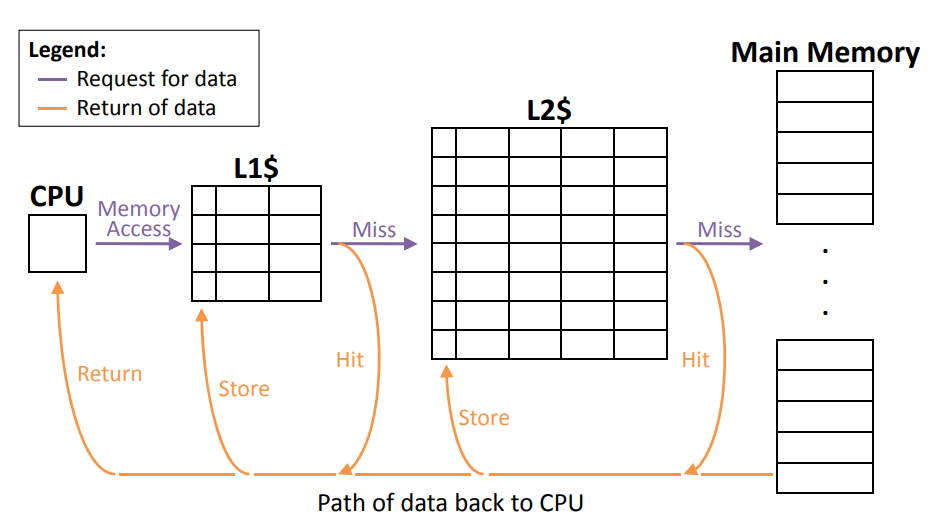 Legend:
Request for data
Return of data
Main Memory
L2$
L1$
CPU
Memory
Access
Miss
Miss
Hit
Hit
Return
Store
Store
Path of data back to CPU